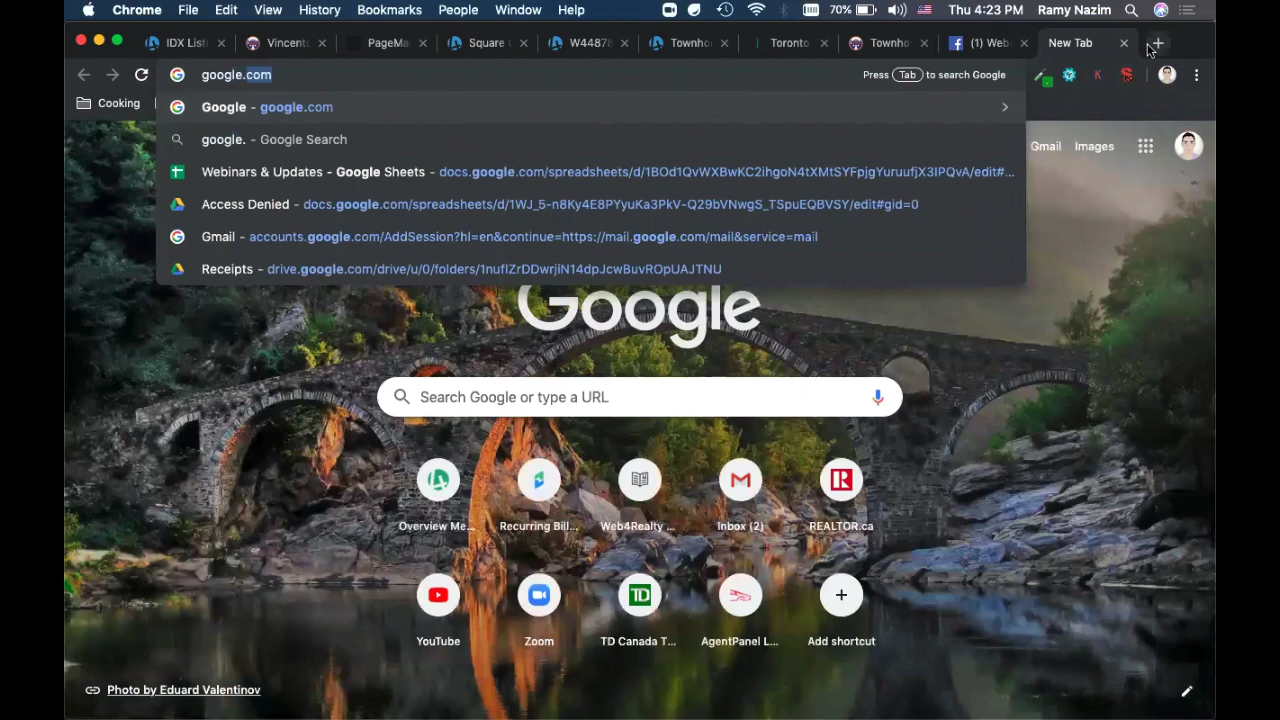 Chrome File Edit View History Bookmarks People Window Help 70% Thu 4:23 PM Ramy Nazim
IDX Listi Vincent PageMa Square W44878 Townho Toronto Townho (1) Web New Tab
google.com Press Tab to search Google
Cooking
Google - google.com
google. - Google Search
Webinars & Updates - Google Sheets - docs.google.com/spreadsheets/d/1BOd1QvWXBwKC2ihgoN4tXMtSYFpjgYuruufjX3IPQvA/edit#...
Access Denied - docs.google.com/spreadsheets/d/1WJ_5-n8Ky4E8PYyuKa3PkV-Q29bVNwgS_TSpuEQBVSY/edit#gid=0
Gmail - accounts.google.com/AddSession?hl=en&continue=https://mail.google.com/mail&service=mail
Receipts - drive.google.com/drive/u/0/folders/1nuflZrDDwrjiN14dpJcwBuvROpUAJTNU
Gmail Images
Google
Search Google or type a URL
Overview Me... Recurring Bill... Web4Realty ... Inbox (2) REALTOR.ca
YouTube Zoom TD Canada T... AgentPanel L... Add shortcut
Photo by Eduard Valentinov